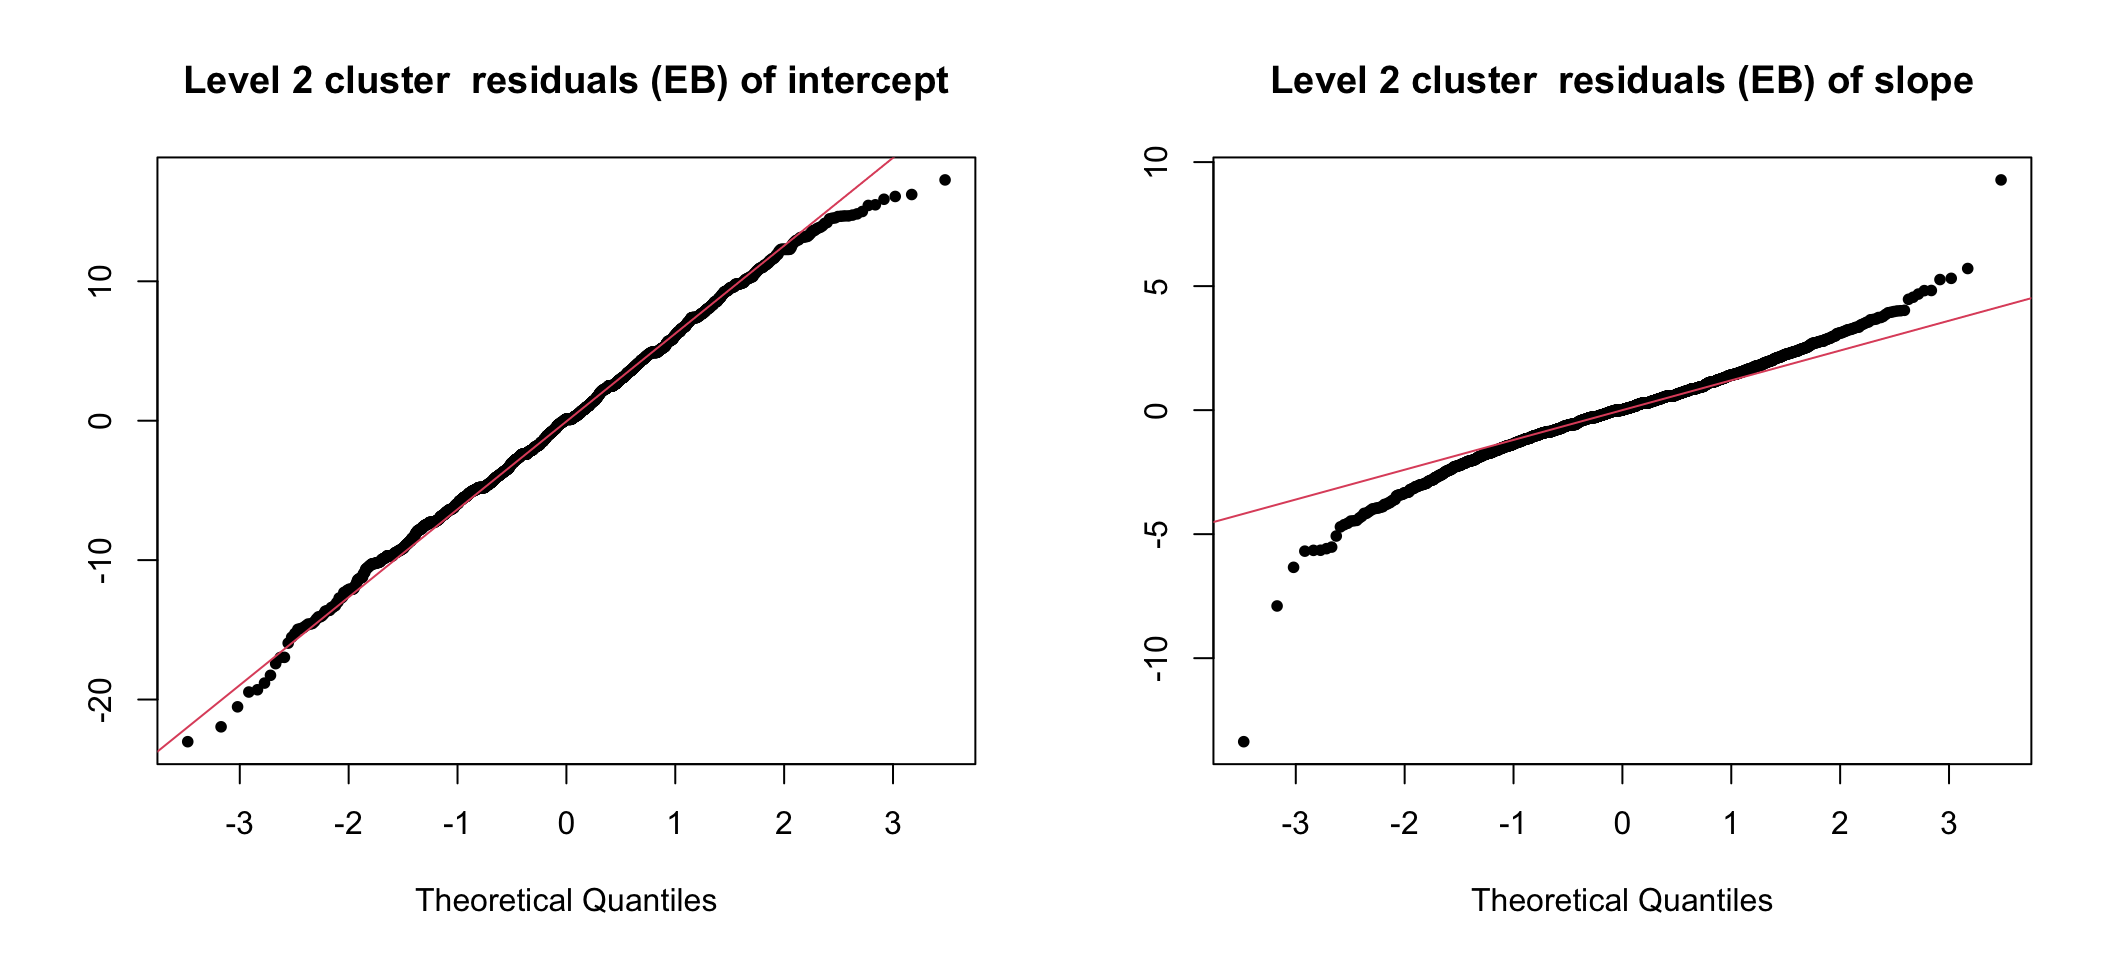 Level 2 cluster  residuals (EB) of intercept
10
0
-10
-20
-3 -2 -1 0 1 2 3
Theoretical Quantiles
Level 2 cluster  residuals (EB) of slope
10
5
0
-5
-10
-3 -2 -1 0 1 2 3
Theoretical Quantiles